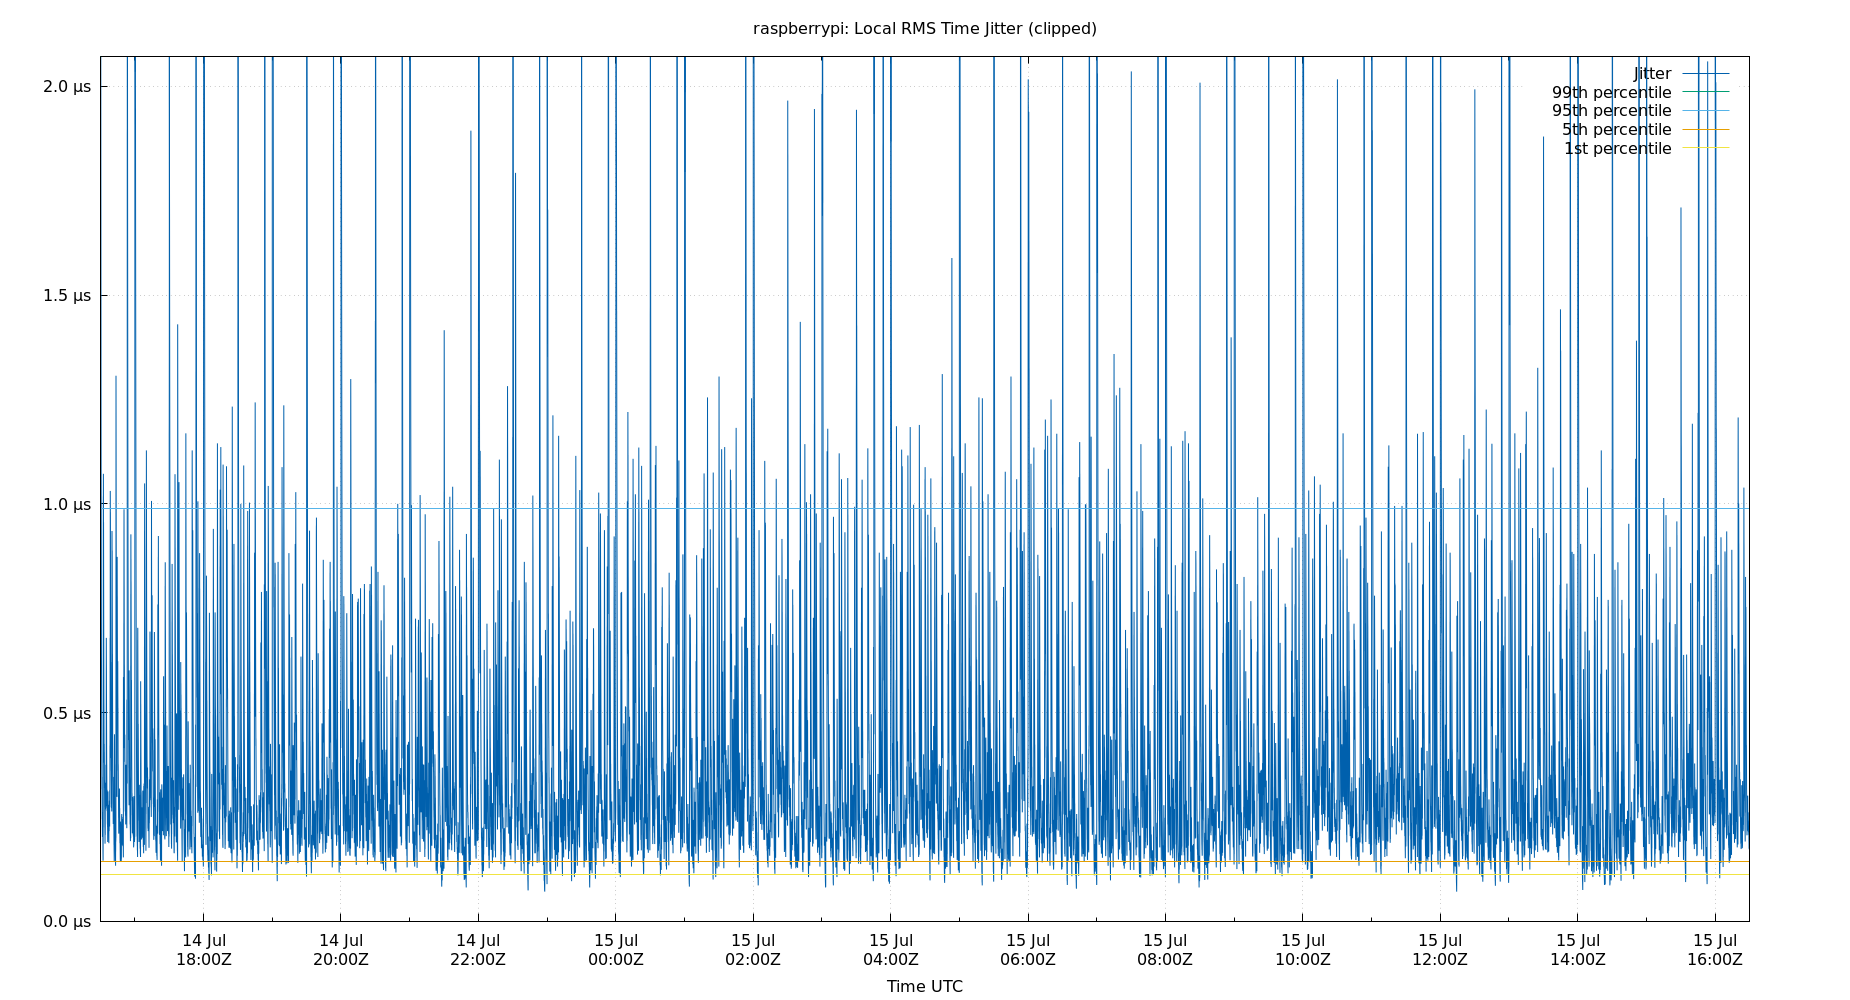 raspberrypi: Local RMS Time Jitter (clipped)
2.0 µs
1.5 µs
1.0 µs
0.5 µs
0.0 µs
Jitter
99th percentile
95th percentile
5th percentile
1st percentile
14 Jul
18:00Z
14 Jul
20:00Z
14 Jul
22:00Z
15 Jul
00:00Z
15 Jul
02:00Z
15 Jul
04:00Z
15 Jul
06:00Z
15 Jul
08:00Z
15 Jul
10:00Z
15 Jul
12:00Z
15 Jul
14:00Z
15 Jul
16:00Z
Time UTC